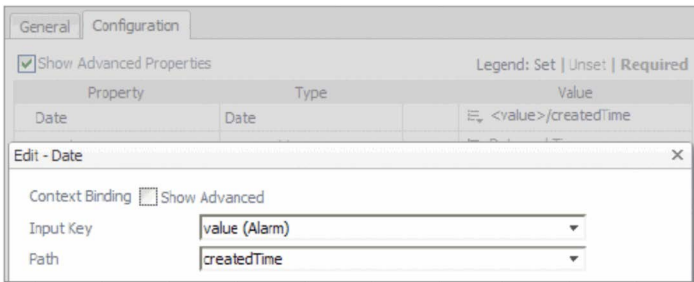 General Configuration
Show Advanced Properties Legend: Set | Unset | Required
Property Type Value
Date Date <value>/createdTime
Edit - Date
Context Binding Show Advanced
Input Key value (Alarm)
Path createdTime